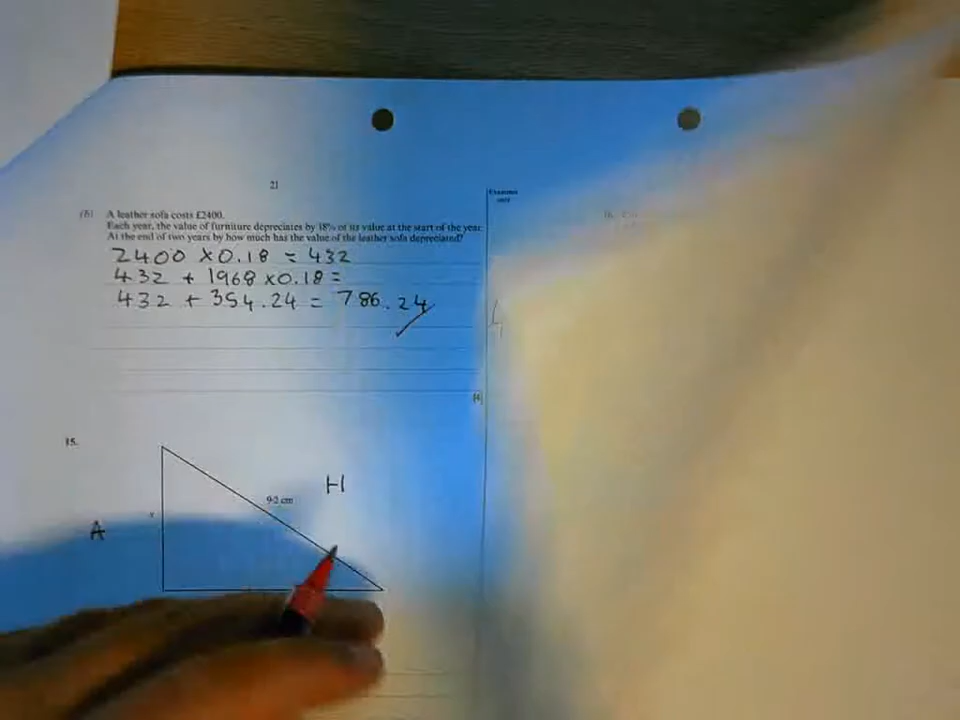 21
Examiner
only
(b) A leather sofa costs £2400.
Each year, the value of furniture depreciates by 18% of its value at the start of the year.
At the end of two years by how much has the value of the leather sofa depreciated?
2400 × 0.18 = 432
432 + 1968 × 0.18 =
432 + 354.24 = 786.24
4
[4]
15.
H
9·2 cm
A